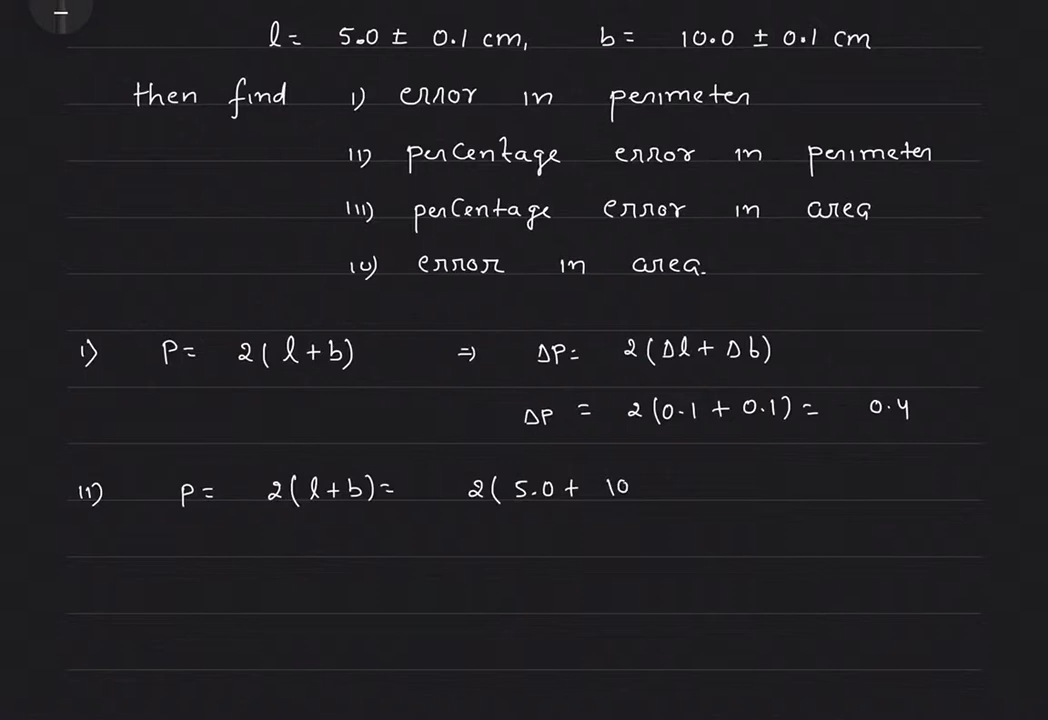 l = 5.0 ± 0.1 cm, b = 10.0 ± 0.1 cm
then find i) error in perimeter
ii) percentage error in perimeter
iii) percentage error in area
iv) error in area.
i) P = 2(l+b) ⇒ ΔP = 2(Δl + Δb)
ΔP = 2(0.1 + 0.1) = 0.4
ii) P = 2(l+b) = 2(5.0 + 10